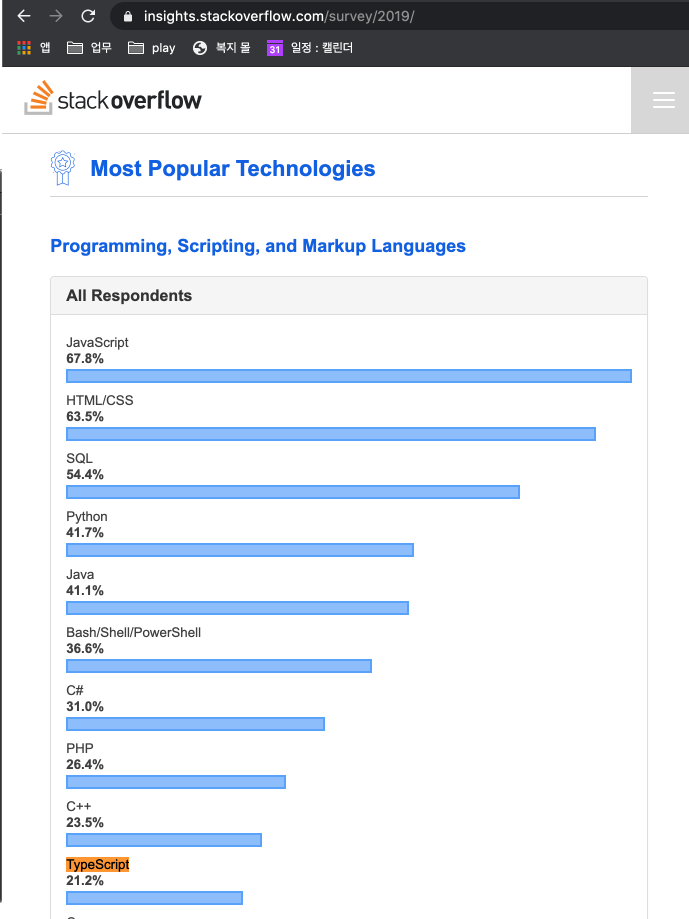 insights.stackoverflow.com/survey/2019/
앱 업무 play 복지 몰 31 일정 : 캘린더
stackoverflow
Most Popular Technologies
Programming, Scripting, and Markup Languages
All Respondents
JavaScript
67.8%
HTML/CSS
63.5%
SQL
54.4%
Python
41.7%
Java
41.1%
Bash/Shell/PowerShell
36.6%
C#
31.0%
PHP
26.4%
C++
23.5%
TypeScript
21.2%